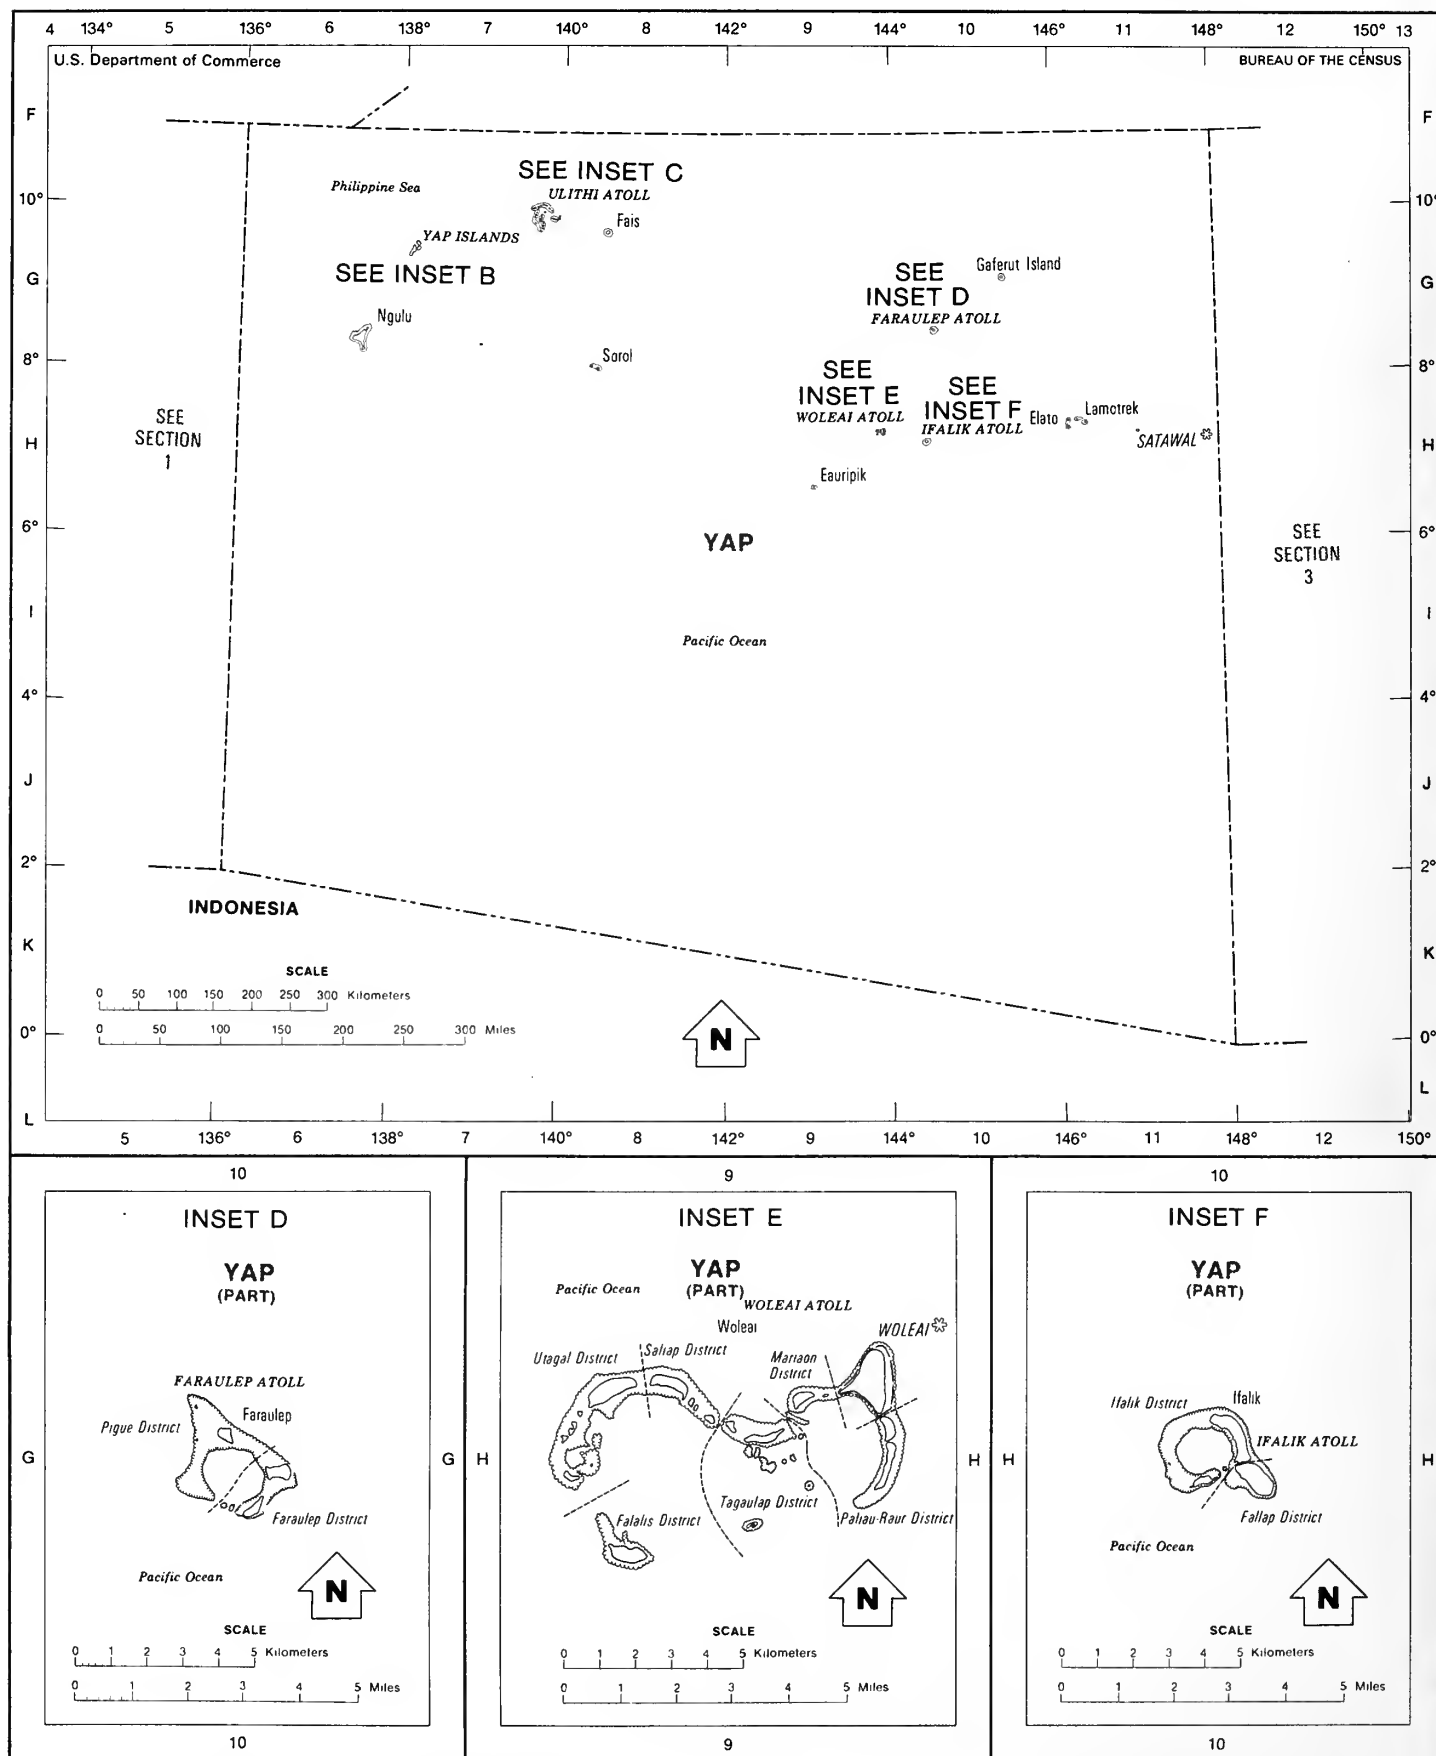 4 134° 5 136° 6 138° 7 140° 8 142° 9 144° 10 146° 11 148° 12 150° 13
U.S. Department of Commerce
BUREAU OF THE CENSUS
F
F
SEE INSET C
ULITHI ATOLL
Philippine Sea
10°
10°
Fais
YAP ISLANDS
SEE INSET B
G
G
SEE
INSET D
FARAULEP ATOLL
Gaferut Island
Ngulu
Sorol
8°
8°
SEE
INSET E
WOLEAI ATOLL
SEE
INSET F
IFALIK ATOLL
Elato
Lamotrek
SATAWAL
SEE
SECTION
1
H
H
Eauripik
6°
6°
YAP
SEE
SECTION
3
I
I
Pacific Ocean
4°
4°
J
J
2°
2°
INDONESIA
K
K
SCALE
0 50 100 150 200 250 300 Kilometers
0 50 100 150 200 250 300 Miles
N
0°
0°
L
L
5 136° 6 138° 7 140° 8 142° 9 144° 10 146° 11 148° 12 150°
10
INSET D
YAP
(PART)
FARAULEP ATOLL
Pigue District
Faraulep
G
G
Faraulep District
Pacific Ocean
N
SCALE
0 1 2 3 4 5 Kilometers
0 1 2 3 4 5 Miles
10
9
INSET E
YAP
(PART)
Pacific Ocean
WOLEAI ATOLL
Woleai
WOLEAI
Utagal District
Saliap District
Mariaon
District
H
H
Tagaulap District
Falalis District
Paliau-Raur District
N
SCALE
0 1 2 3 4 5 Kilometers
0 1 2 3 4 5 Miles
9
10
INSET F
YAP
(PART)
Ifalik District
Ifalik
IFALIK ATOLL
H
H
Fallap District
Pacific Ocean
N
SCALE
0 1 2 3 4 5 Kilometers
0 1 2 3 4 5 Miles
10